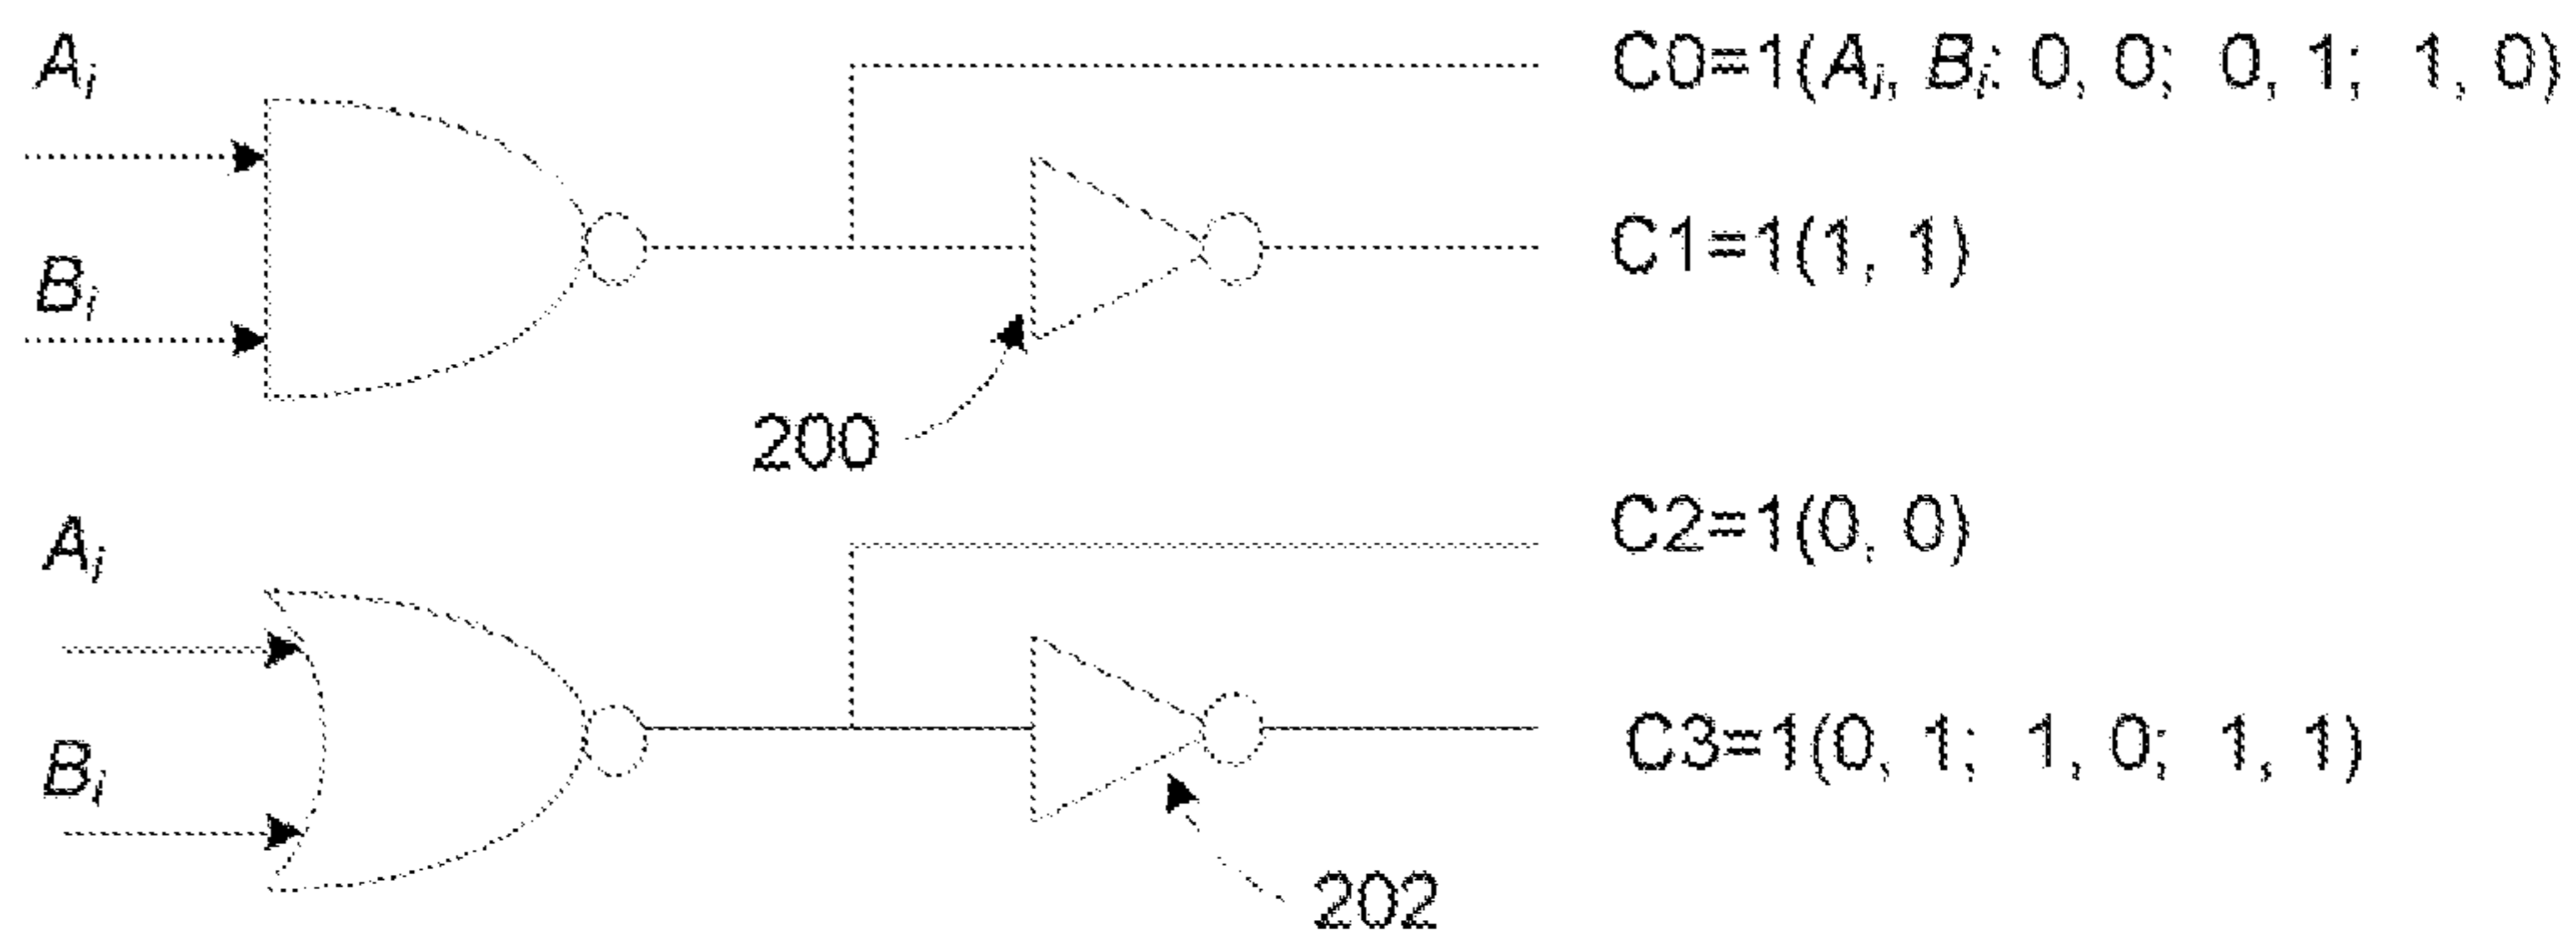 Ai
C0=1(Ai, Bi: 0, 0; 0, 1; 1, 0)
Bi
C1=1(1, 1)
200
Ai
C2=1(0, 0)
Bi
C3=1(0, 1; 1, 0; 1, 1)
202